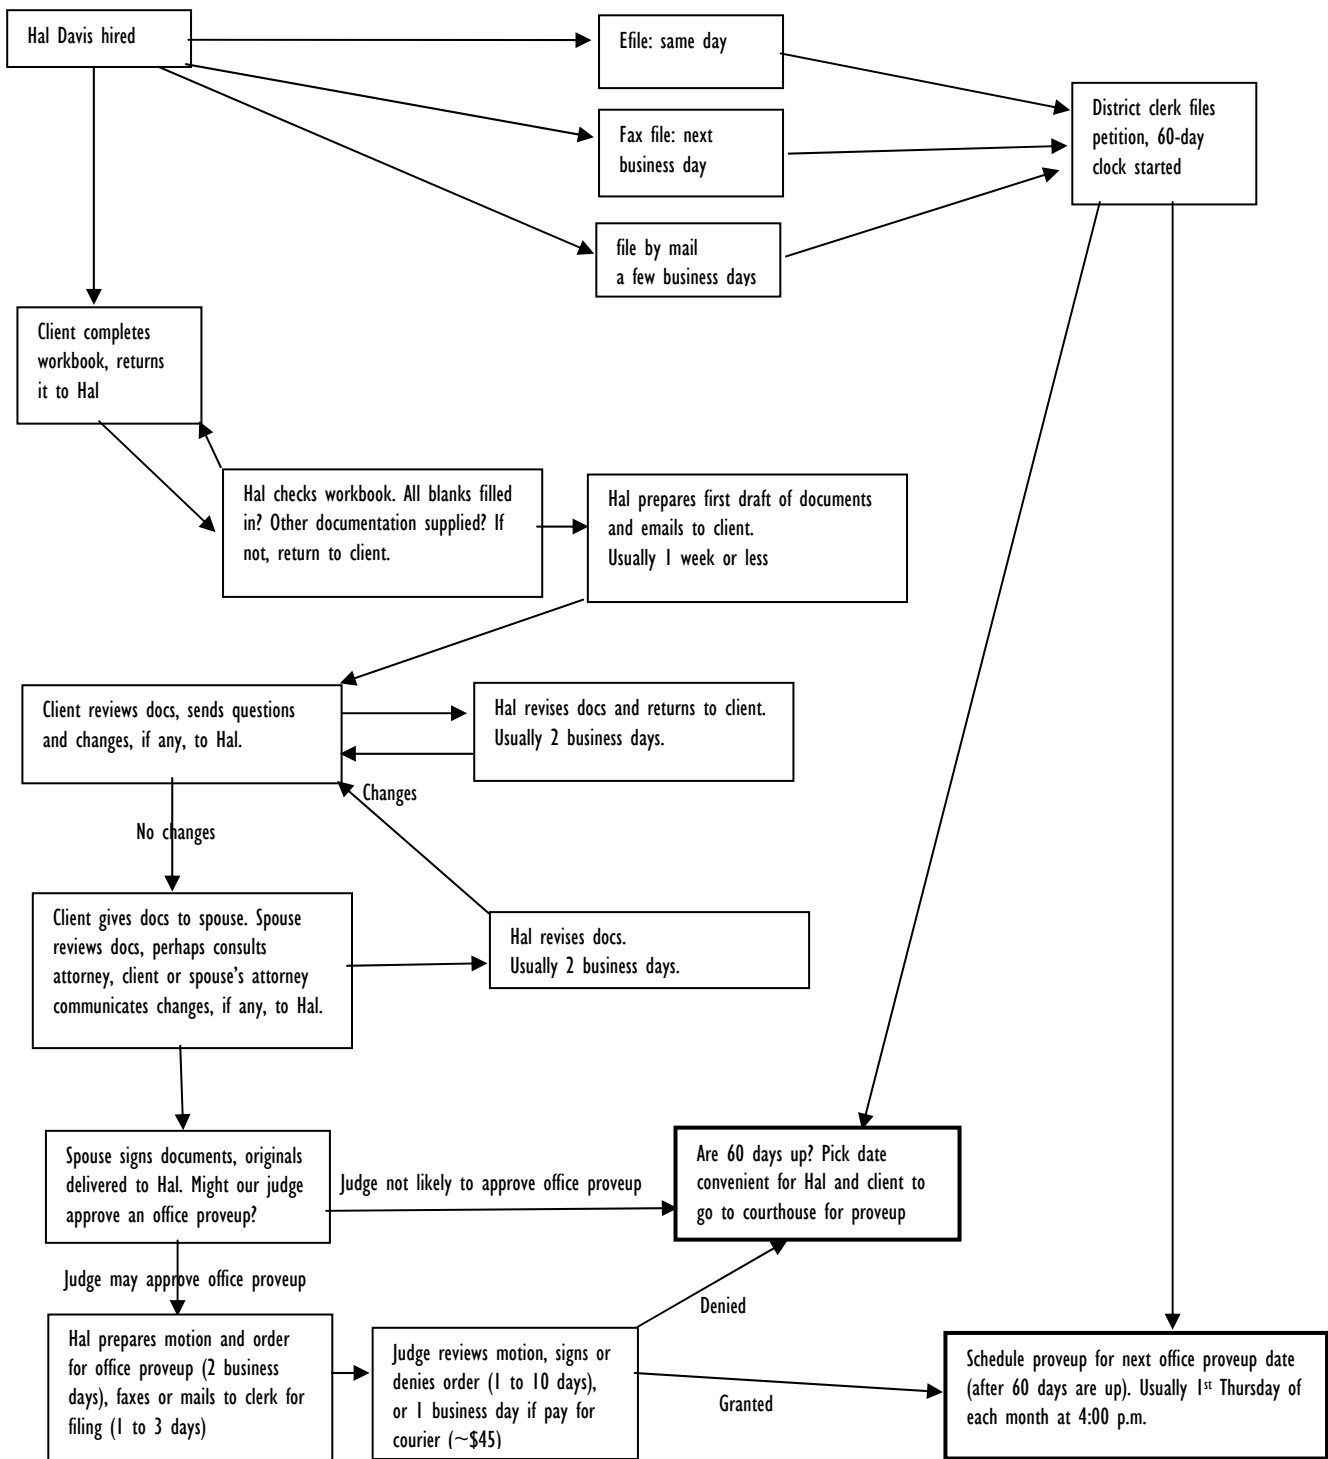 Hal Davis hired
Efile: same day
Fax file: next
business day
file by mail
a few business days
District clerk files
petition, 60-day
clock started
Client completes
workbook, returns
it to Hal
Hal checks workbook. All blanks filled
in? Other documentation supplied? If
not, return to client.
Hal prepares first draft of documents
and emails to client.
Usually 1 week or less
Client reviews docs, sends questions
and changes, if any, to Hal.
Hal revises docs and returns to client.
Usually 2 business days.
Changes
No changes
Client gives docs to spouse. Spouse
reviews docs, perhaps consults
attorney, client or spouse’s attorney
communicates changes, if any, to Hal.
Hal revises docs.
Usually 2 business days.
Spouse signs documents, originals
delivered to Hal. Might our judge
approve an office proveup?
Judge not likely to approve office proveup
Are 60 days up? Pick date
convenient for Hal and client to
go to courthouse for proveup
Judge may approve office proveup
Denied
Hal prepares motion and order
for office proveup (2 business
days), faxes or mails to clerk for
filing (1 to 3 days)
Judge reviews motion, signs or
denies order (1 to 10 days),
or 1 business day if pay for
courier (~$45)
Granted
Schedule proveup for next office proveup date
(after 60 days are up). Usually 1st Thursday of
each month at 4:00 p.m.